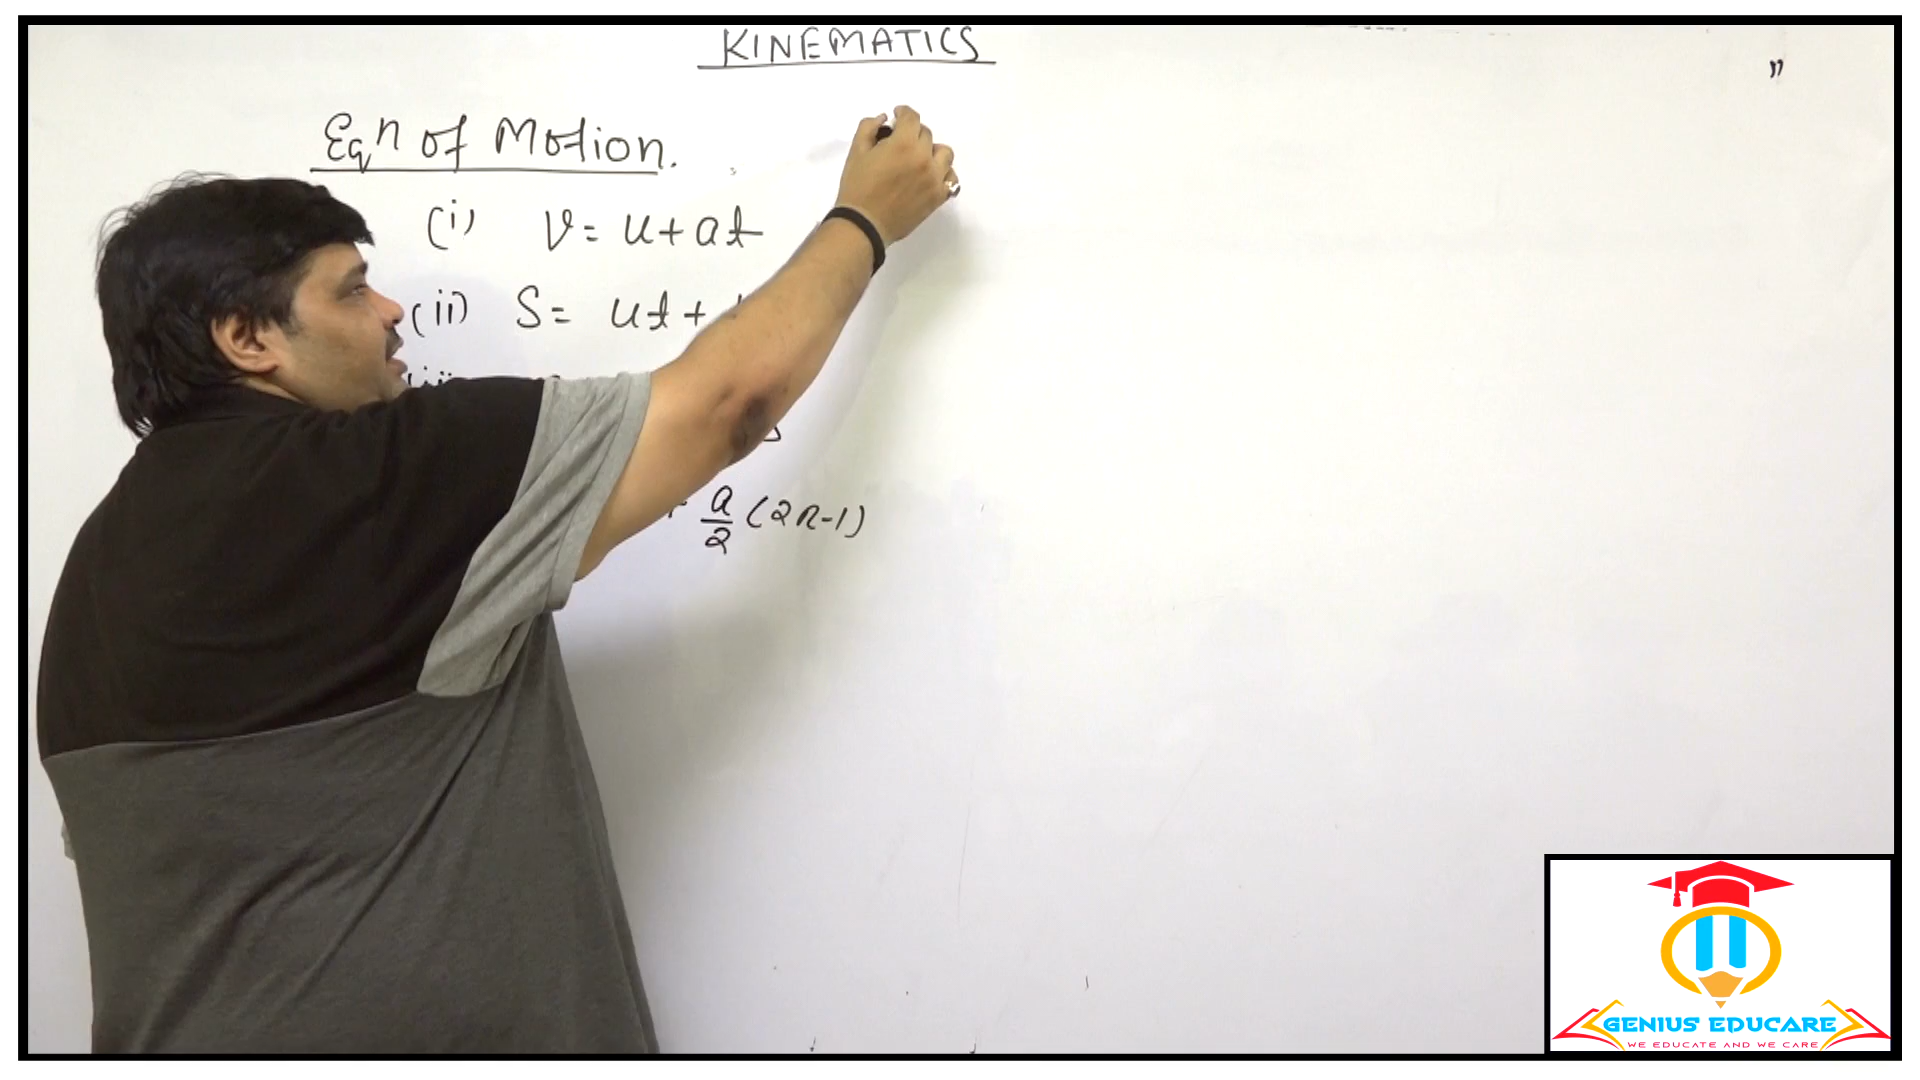 KINEMATICS
Eqn of Motion.
(i) V = u + at
(ii) S = ut +
+ a/2 (2n-1)
GENIUS EDUCARE
WE EDUCATE AND WE CARE